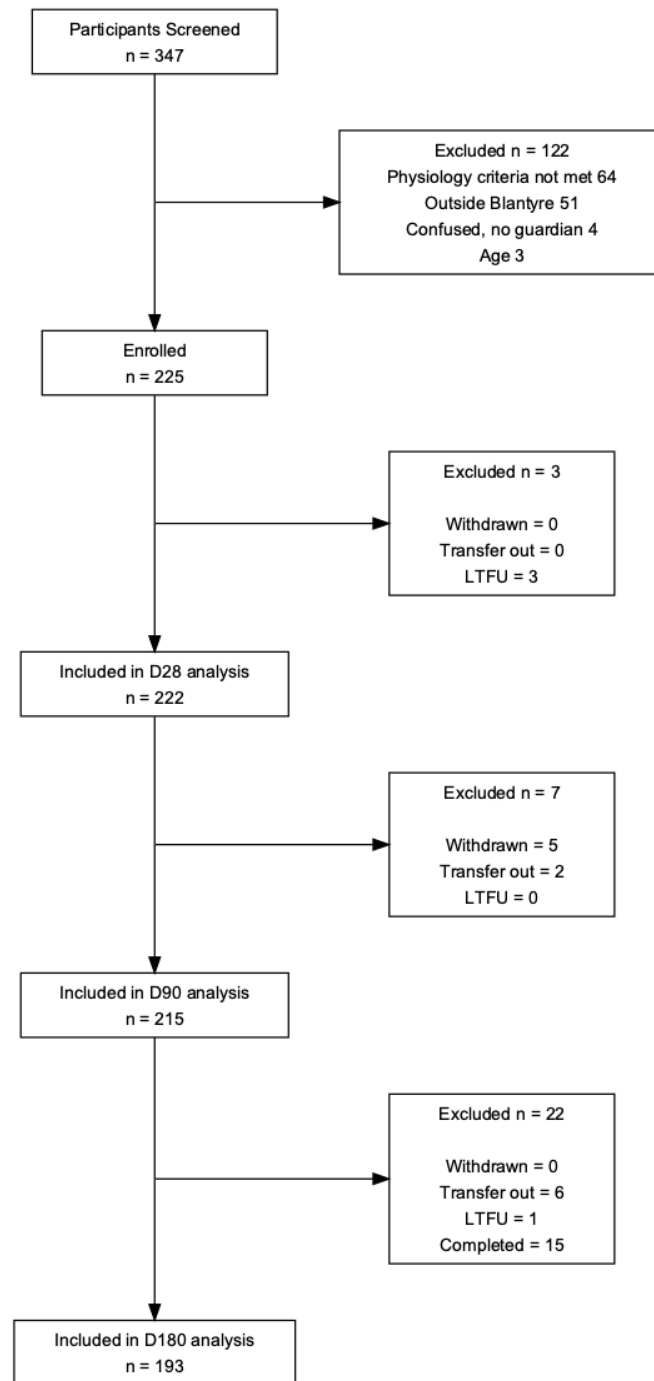 Participants Screened
n = 347
Excluded n = 122
Physiology criteria not met 64
Outside Blantyre 51
Confused, no guardian 4
Age 3
Enrolled
n = 225
Excluded n = 3
Withdrawn = 0
Transfer out = 0
LTFU = 3
Included in D28 analysis
n = 222
Excluded n = 7
Withdrawn = 5
Transfer out = 2
LTFU = 0
Included in D90 analysis
n = 215
Excluded n = 22
Withdrawn = 0
Transfer out = 6
LTFU = 1
Completed = 15
Included in D180 analysis
n = 193